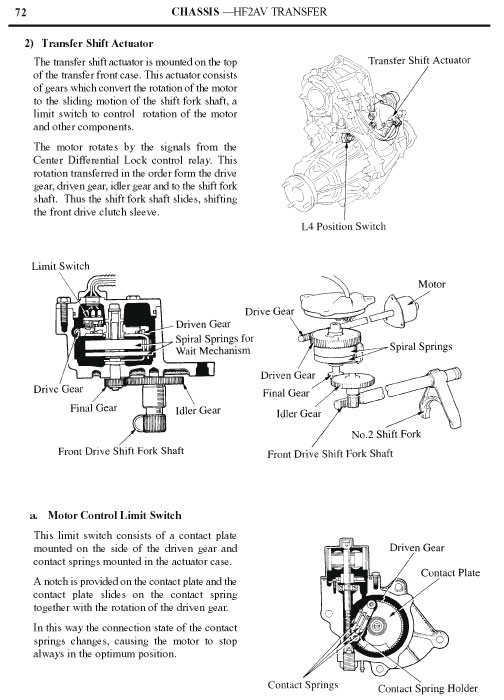 72
CHASSIS —HF2AV TRANSFER
2) Transfer Shift Actuator
The transfer shift actuator is mounted on the top
of the transfer front case. This actuator consists
of gears which convert the rotation of the motor
to the sliding motion of the shift fork shaft, a
limit switch to control rotation of the motor
and other components.
The motor rotates by the signals from the
Center Differential Lock control relay. This
rotation transferred in the order form the drive
gear, driven gear, idler gear and to the shift fork
shaft. Thus the shift fork shaft slides, shifting
the front drive clutch sleeve.
Transfer Shift Actuator
L4 Position Switch
Limit Switch
Driven Gear
Spiral Springs for
Wait Mechanism
Drive Gear
Final Gear
Idler Gear
Front Drive Shift Fork Shaft
Motor
Drive Gear
Spiral Springs
Driven Gear
Final Gear
Idler Gear
No.2 Shift Fork
Front Drive Shift Fork Shaft
a. Motor Control Limit Switch
This limit switch consists of a contact plate
mounted on the side of the driven gear and
contact springs mounted in the actuator case.
A notch is provided on the contact plate and the
contact plate slides on the contact spring
together with the rotation of the driven gear.
In this way the connection state of the contact
springs changes, causing the motor to stop
always in the optimum position.
Driven Gear
Contact Plate
Contact Springs
Contact Spring Holder